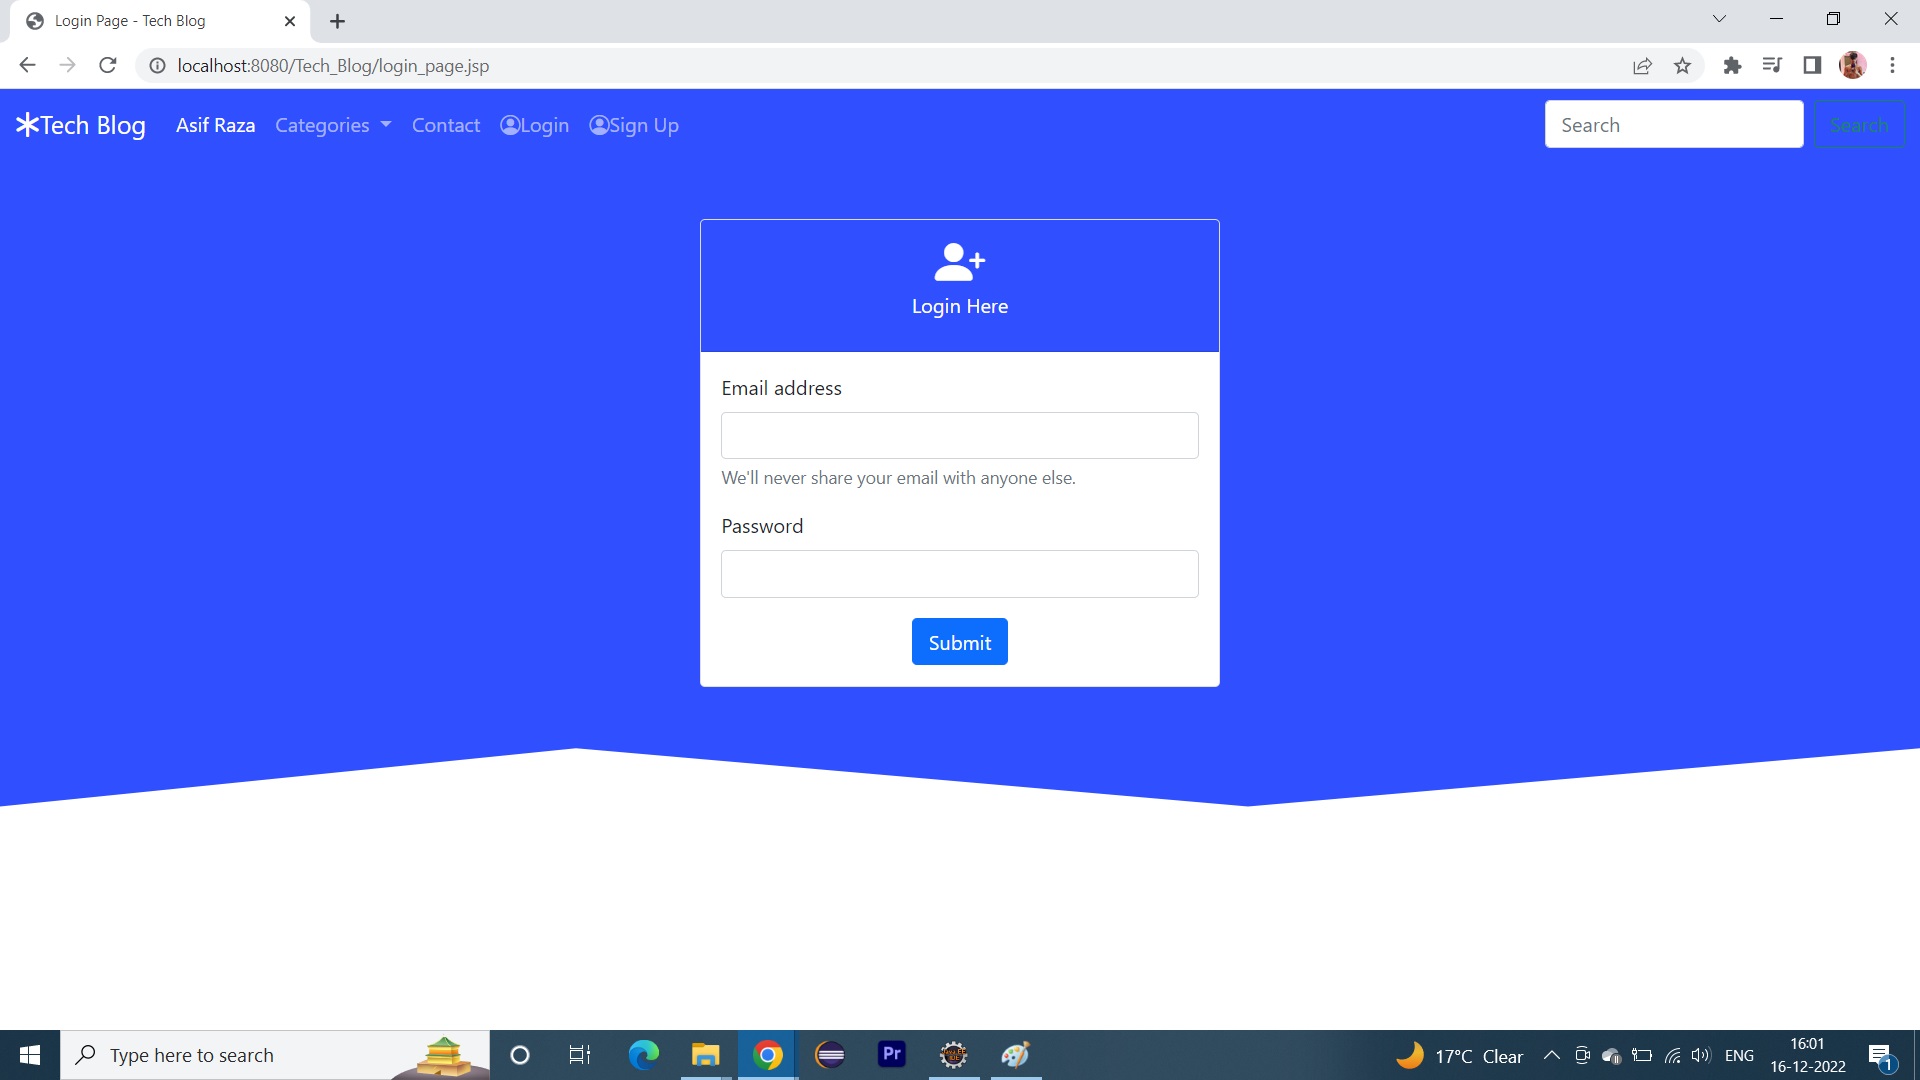 Login Page - Tech Blog
localhost:8080/Tech_Blog/login_page.jsp
Tech Blog Asif Raza Categories Contact Login Sign Up Search Search
Login Here
Email address
We'll never share your email with anyone else.
Password
Submit
Type here to search
Pr
17°C Clear
ENG
16:01
16-12-2022
1